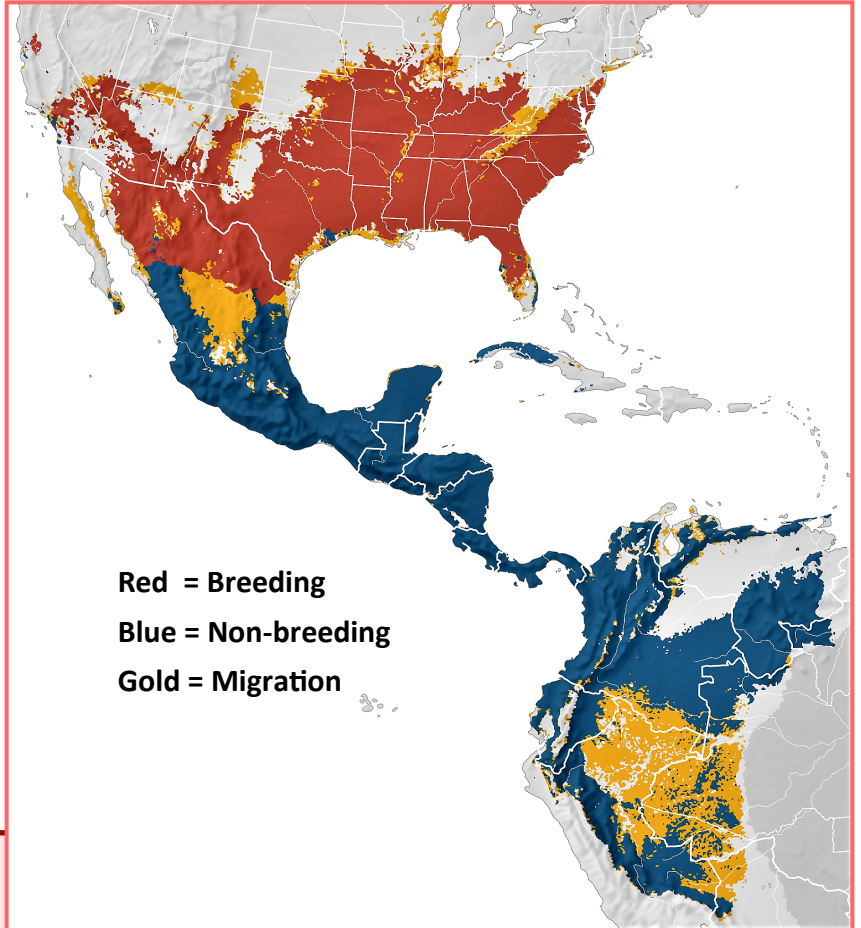 Red = Breeding
Blue = Non-breeding
Gold = Migration